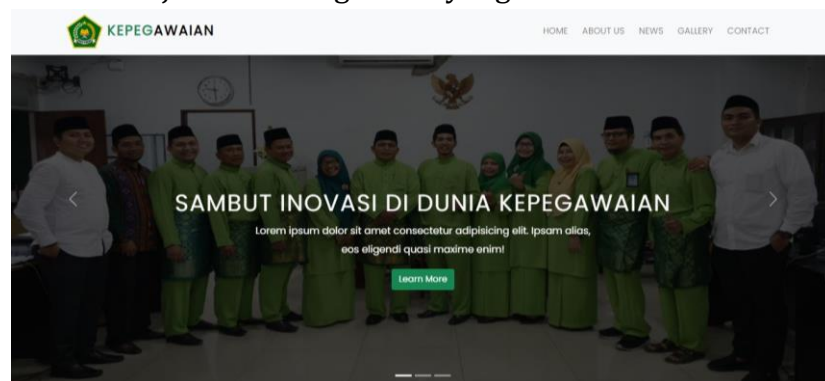 KEPEGAWAIAN
HOME ABOUT US NEWS GALLERY CONTACT
SAMBUT INOVASI DI DUNIA KEPEGAWAIAN
Lorem ipsum dolor sit amet consectetur adipisicing elit. Ipsam alias,
eos eligendi quasi maxime enim!
Learn More